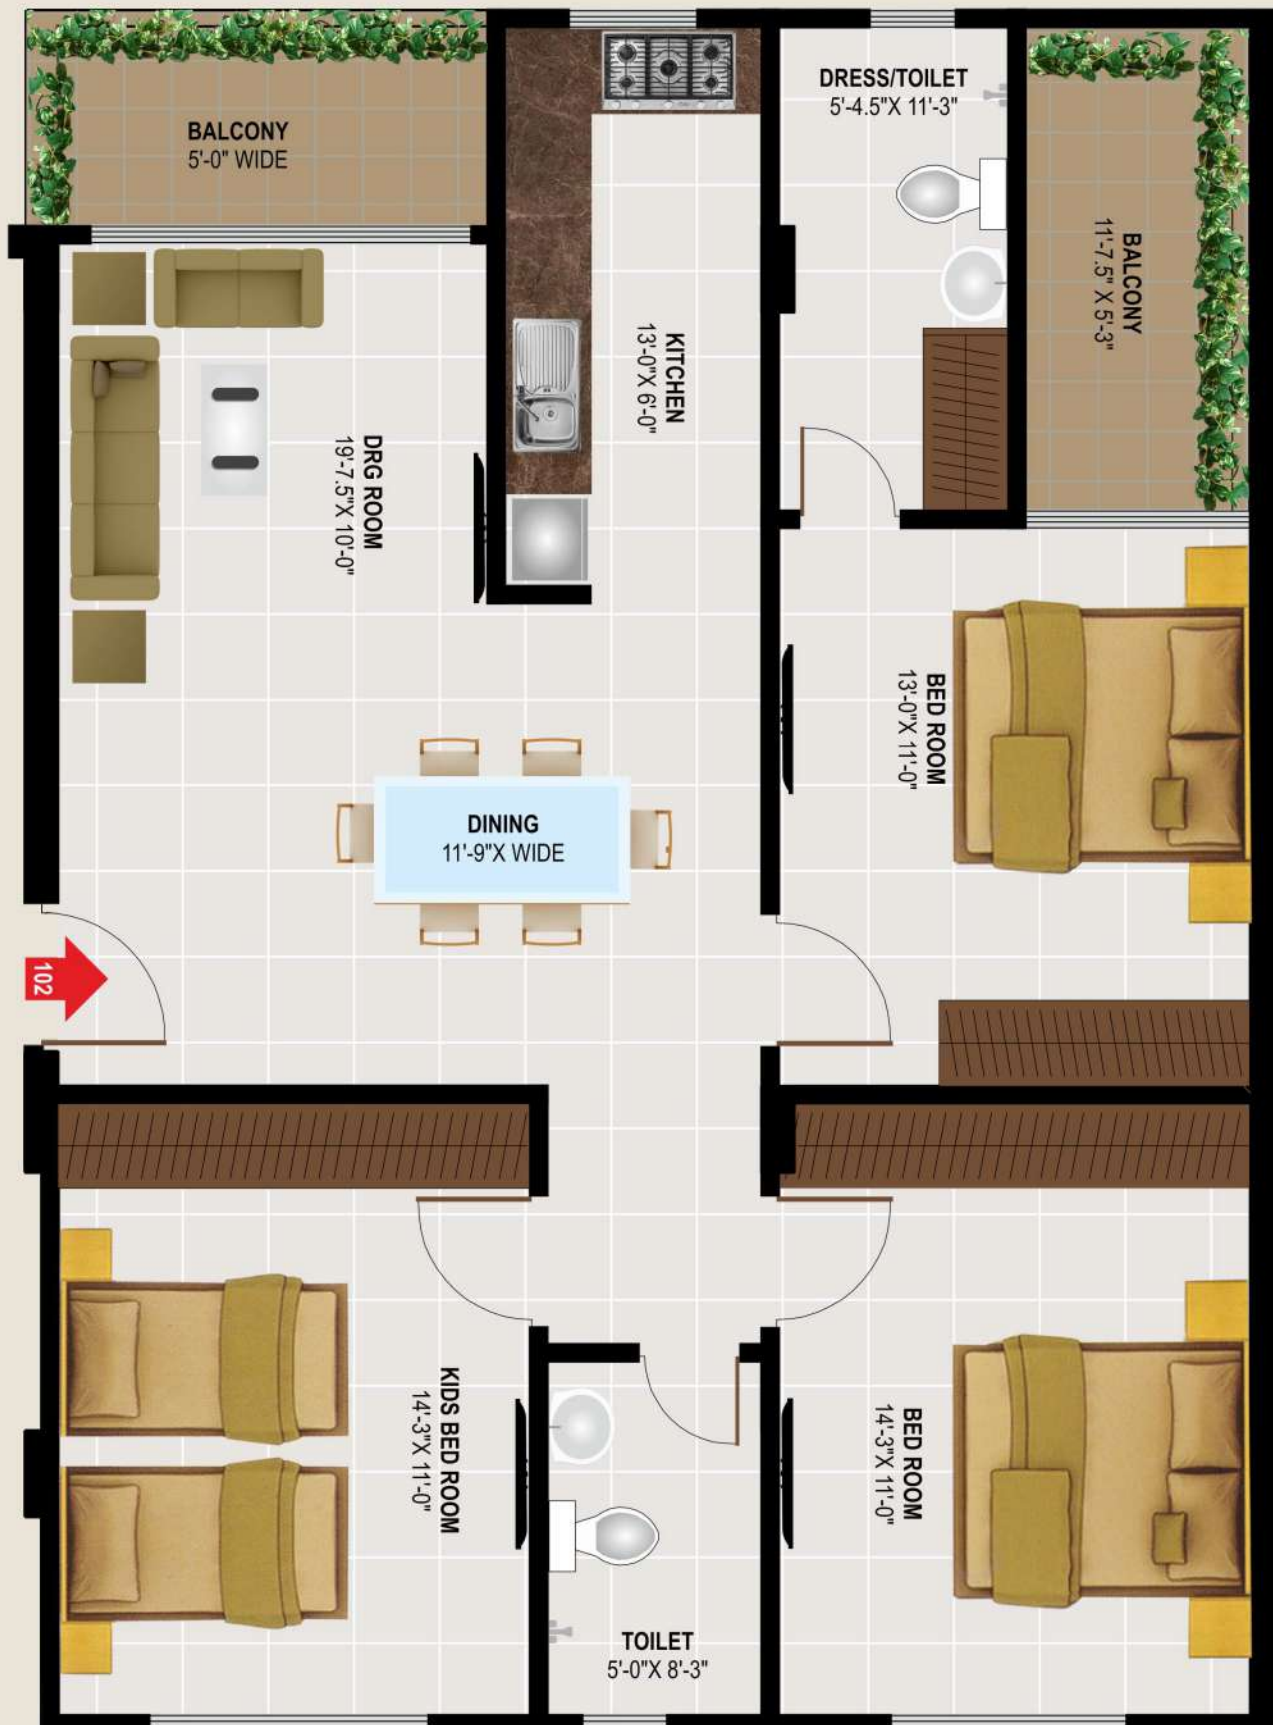 DRESS/TOILET
5'-4.5"X 11'-3"
BALCONY
5'-0" WIDE
BALCONY
11'-7.5" X 5'-3"
KITCHEN
13'-0"X 6'-0"
DRG ROOM
19'-7.5"X 10'-0"
BED ROOM
13'-0"X 11'-0"
DINING
11'-9"X WIDE
102
KIDS BED ROOM
14'-3"X 11'-0"
BED ROOM
14'-3"X 11'-0"
TOILET
5'-0"X 8'-3"